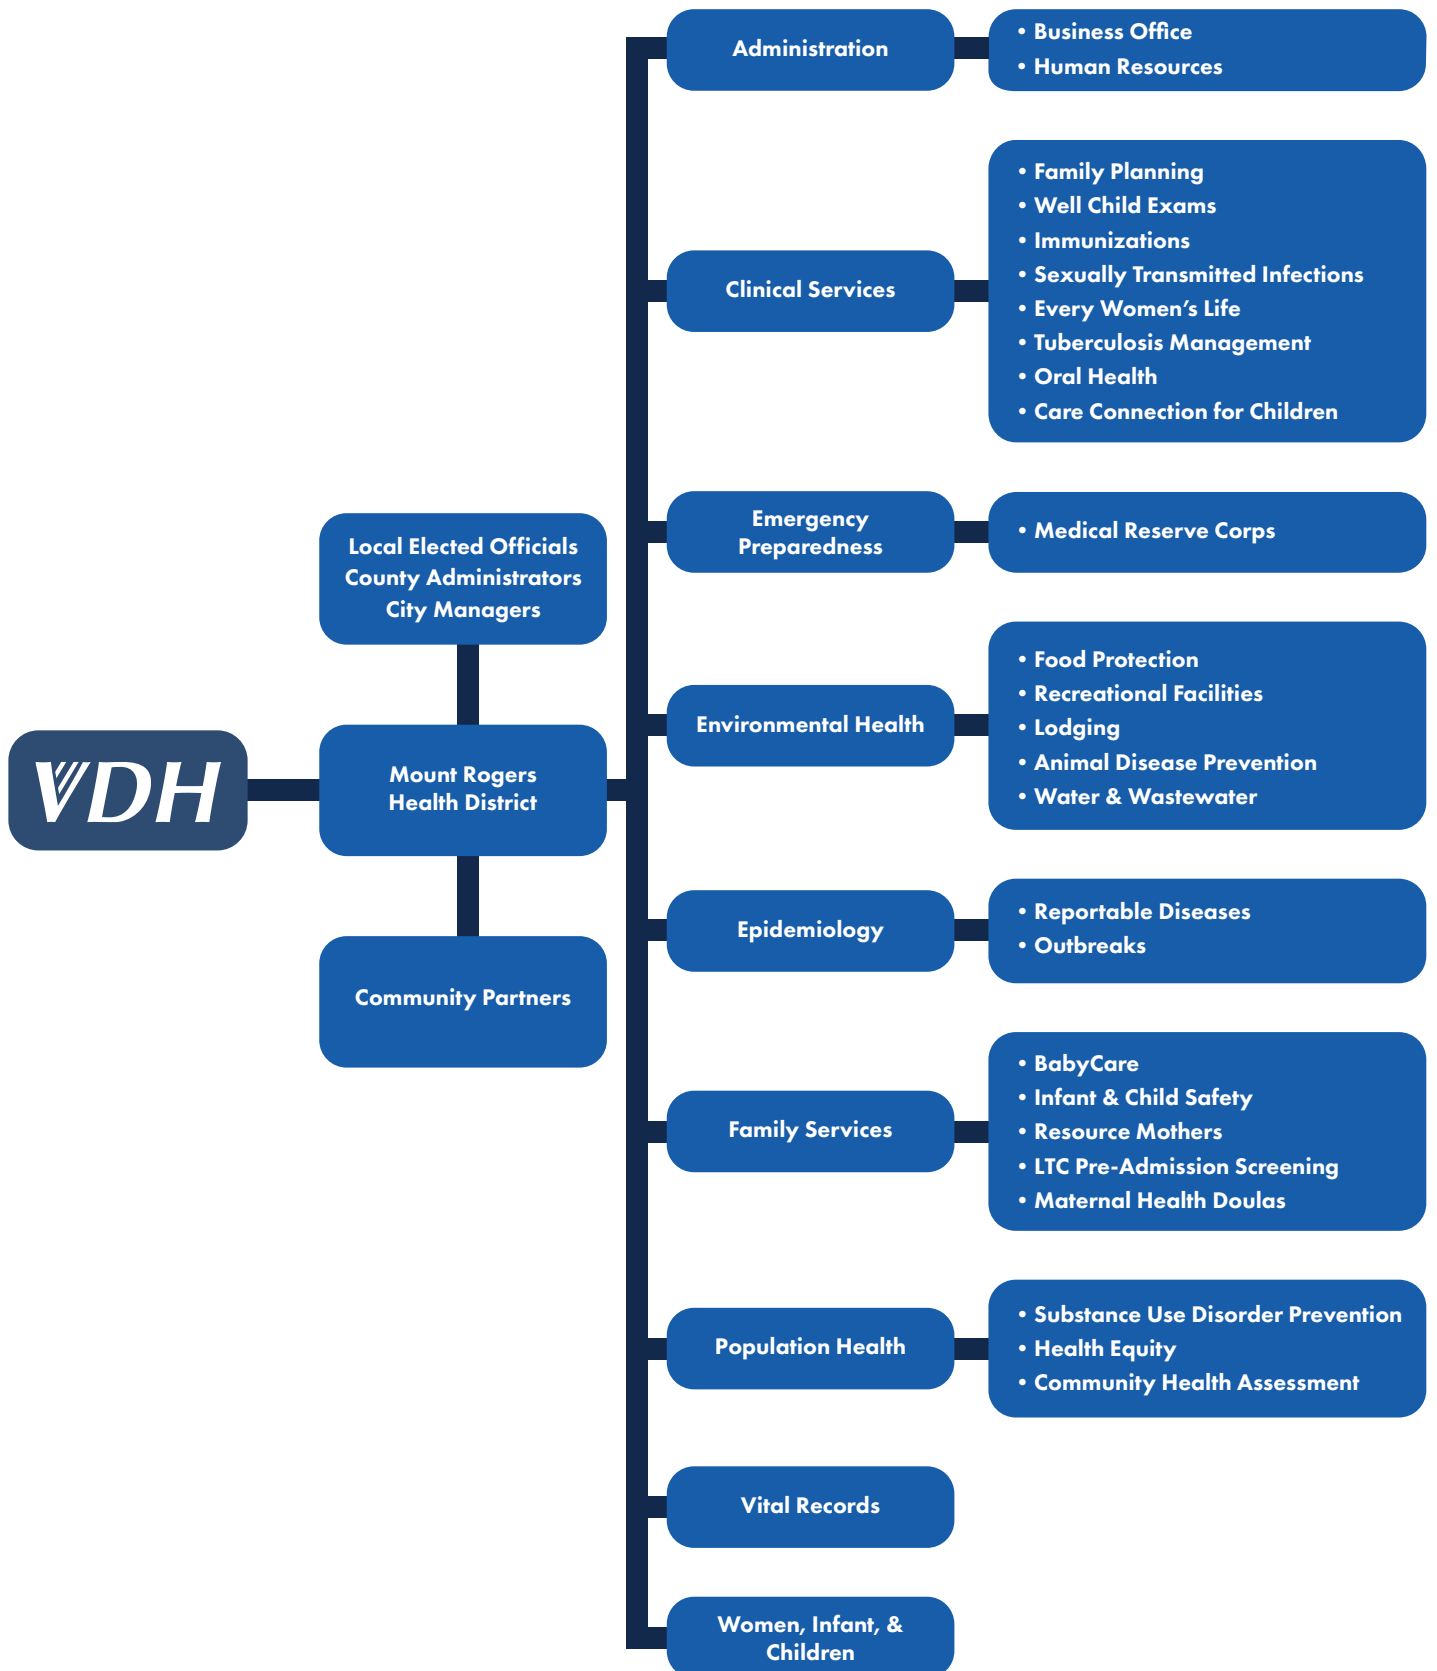 Administration
• Business Office
• Human Resources
Clinical Services
• Family Planning
• Well Child Exams
• Immunizations
• Sexually Transmitted Infections
• Every Women's Life
• Tuberculosis Management
• Oral Health
• Care Connection for Children
Emergency
Preparedness
• Medical Reserve Corps
Local Elected Officials
County Administrators
City Managers
VDH
Mount Rogers
Health District
Community Partners
Environmental Health
• Food Protection
• Recreational Facilities
• Lodging
• Animal Disease Prevention
• Water & Wastewater
Epidemiology
• Reportable Diseases
• Outbreaks
Family Services
• BabyCare
• Infant & Child Safety
• Resource Mothers
• LTC Pre-Admission Screening
• Maternal Health Doulas
Population Health
• Substance Use Disorder Prevention
• Health Equity
• Community Health Assessment
Vital Records
Women, Infant, &
Children